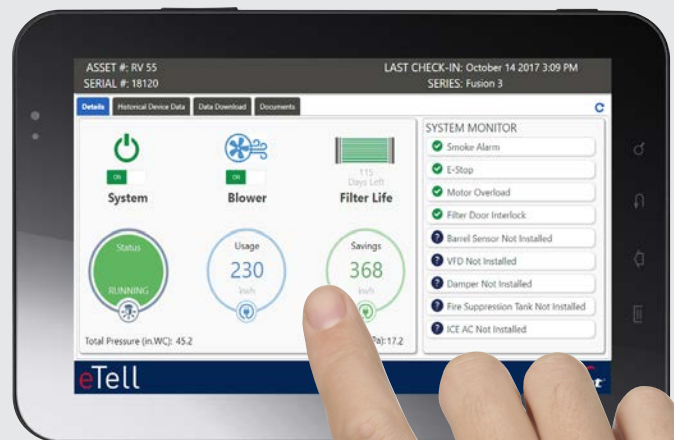 ASSET #: RV 55
SERIAL #: 18120
LAST CHECK-IN: October 14 2017 3:09 PM
SERIES: Fusion 3
Details
Historical Device Data
Data Download
Documents
ON
System
ON
Blower
115
Days Left
Filter Life
Status
RUNNING
Usage
230
kwh
Savings
368
kwh
Total Pressure (in.WC): 45.2
Pa): 17.2
SYSTEM MONITOR
Smoke Alarm
E-Stop
Motor Overload
Filter Door Interlock
Barrel Sensor Not Installed
VFD Not Installed
Damper Not Installed
Fire Suppression Tank Not Installed
ICE AC Not Installed
eTell